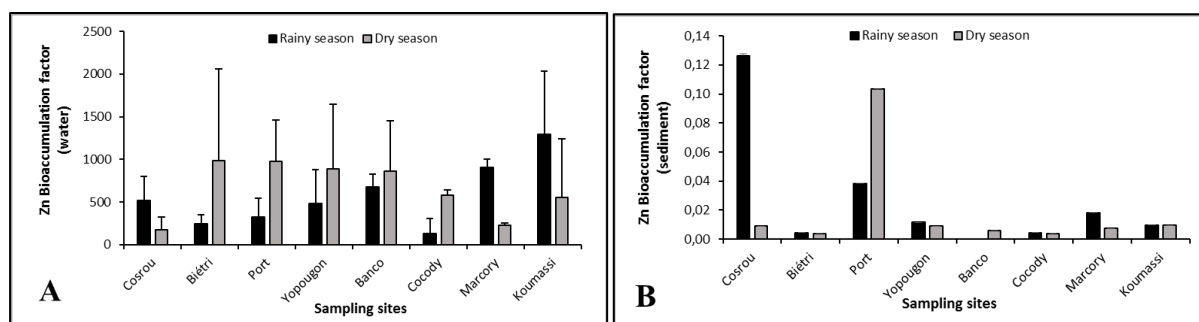 Zn Bioaccumulation factor
(water)
2500
2000
1500
1000
500
0
Rainy season Dry season
Cosrou Biétri Port Yopougon Banco Cocody Marcory Koumassi
Sampling sites
A
Zn Bioaccumulation factor
(sediment)
0,14
0,12
0,10
0,08
0,06
0,04
0,02
0,00
Rainy season Dry season
Cosrou Biétri Port Yopougon Banco Cocody Marcory Koumassi
Sampling sites
B